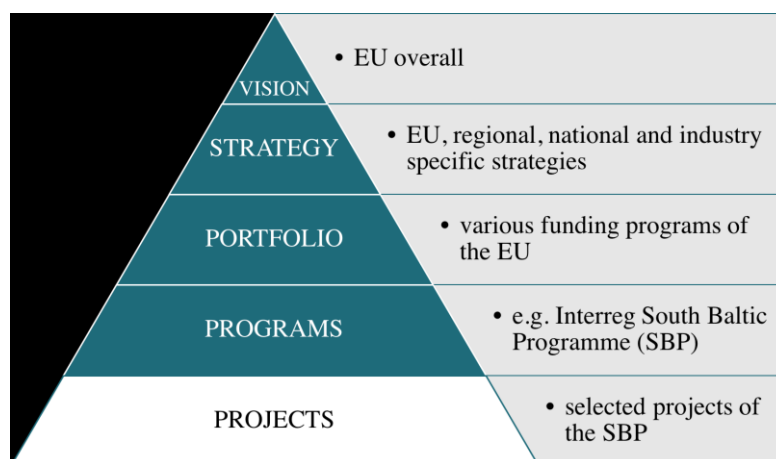 VISION
• EU overall
STRATEGY
• EU, regional, national and industry
specific strategies
PORTFOLIO
• various funding programs of
the EU
PROGRAMS
• e.g. Interreg South Baltic
Programme (SBP)
PROJECTS
• selected projects of
the SBP